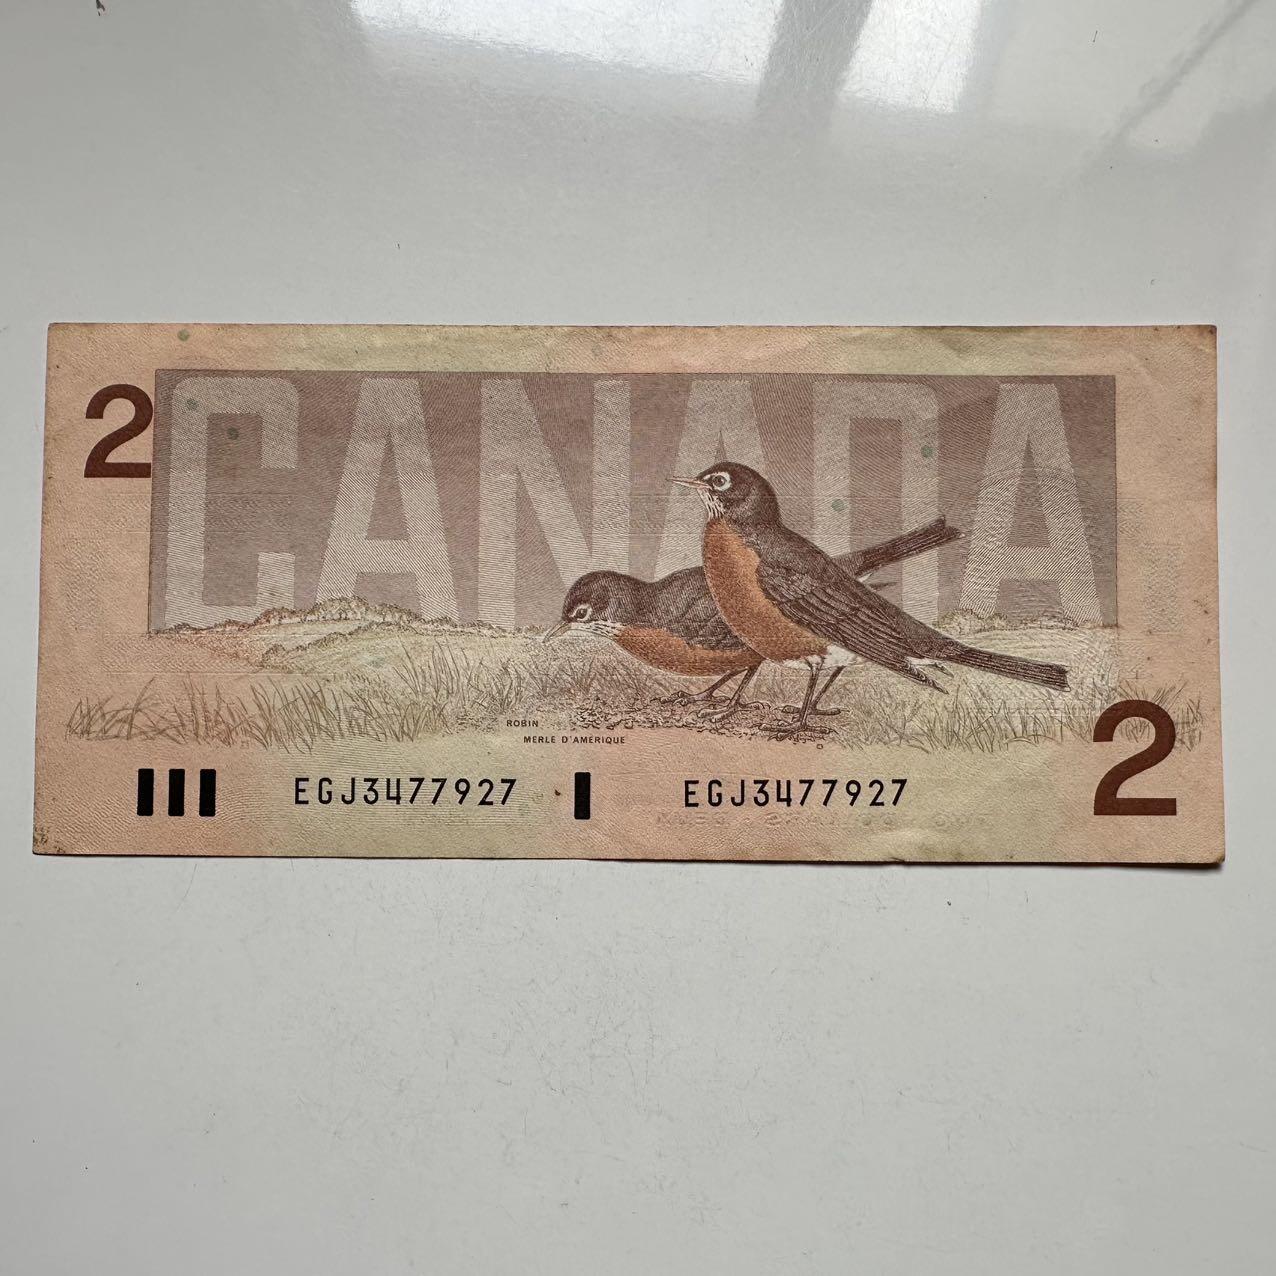 CANADA
2
ROBIN
MERLE D'AMÉRIQUE
2
EGJ3477927 EGJ3477927